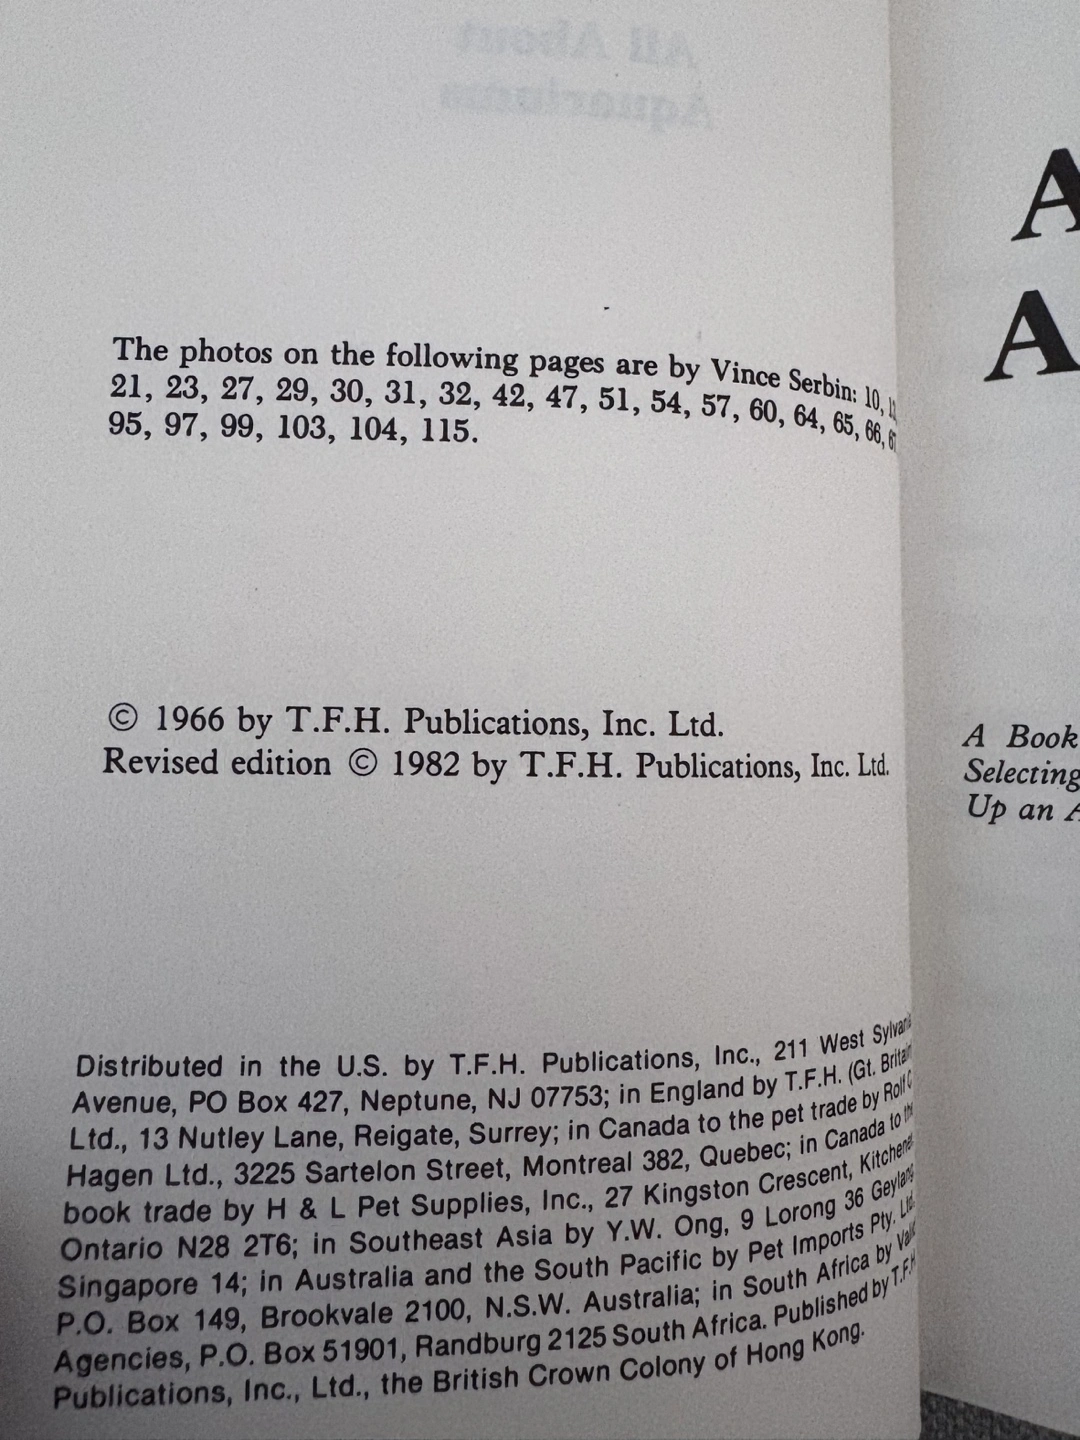 All About
Aquariums
The photos on the following pages are by Vince Serbin: 10,
21, 23, 27, 29, 30, 31, 32, 42, 47, 51, 54, 57, 60, 64, 65, 66,
95, 97, 99, 103, 104, 115.
© 1966 by T.F.H. Publications, Inc. Ltd.
Revised edition © 1982 by T.F.H. Publications, Inc. Ltd.
Distributed in the U.S. by T.F.H. Publications, Inc., 211 West
Avenue, PO Box 427, Neptune, NJ 07753; in England by T.F.H. (Gt. Britain
Ltd., 13 Nutley Lane, Reigate, Surrey; in Canada to the pet trade by Rolf
Hagen Ltd., 3225 Sartelon Street, Montreal 382, Quebec; in Canada to
book trade by H & L Pet Supplies, Inc., 27 Kingston Crescent,
Ontario N28 2T6; in Southeast Asia by Y.W. Ong, 9 Lorong 36 Geylang
Singapore 14; in Australia and the South Pacific by Pet Imports Pty. Ltd.
P.O. Box 149, Brookvale 2100, N.S.W. Australia; in South Africa by
Agencies, P.O. Box 51901, Randburg 2125 South Africa. Published by T.F.H
Publications, Inc., Ltd., the British Crown Colony of Hong Kong.
A
A
A Book
Selecting
Up an A